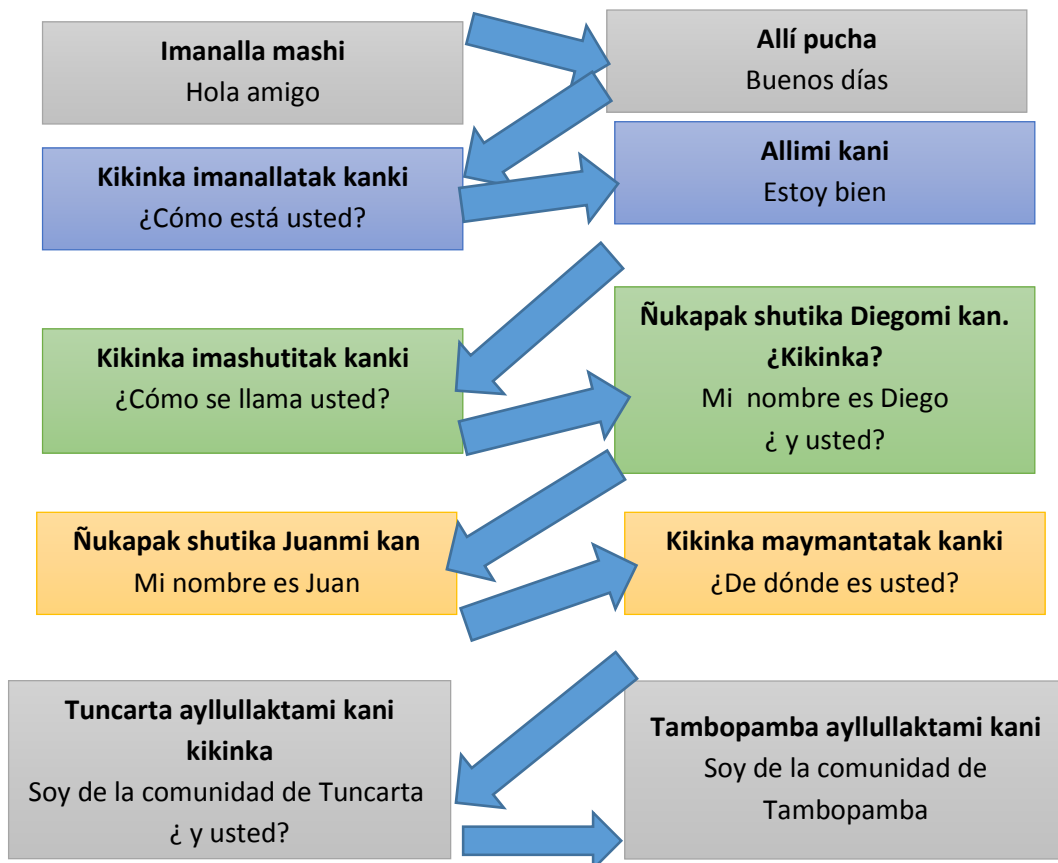 Imanalla mashi
Hola amigo
Allí pucha
Buenos días
Kikinka imanallatak kanki
¿Cómo está usted?
Allimi kani
Estoy bien
Kikinka imashutitak kanki
¿Cómo se llama usted?
Ñukapak shutika Diegomi kan.
¿Kikinka?
Mi nombre es Diego
¿ y usted?
Ñukapak shutika Juanmi kan
Mi nombre es Juan
Kikinka maymantatak kanki
¿De dónde es usted?
Tuncarta ayllullaktami kani
kikinka
Soy de la comunidad de Tuncarta
¿ y usted?
Tambopamba ayllullaktami kani
Soy de la comunidad de
Tambopamba